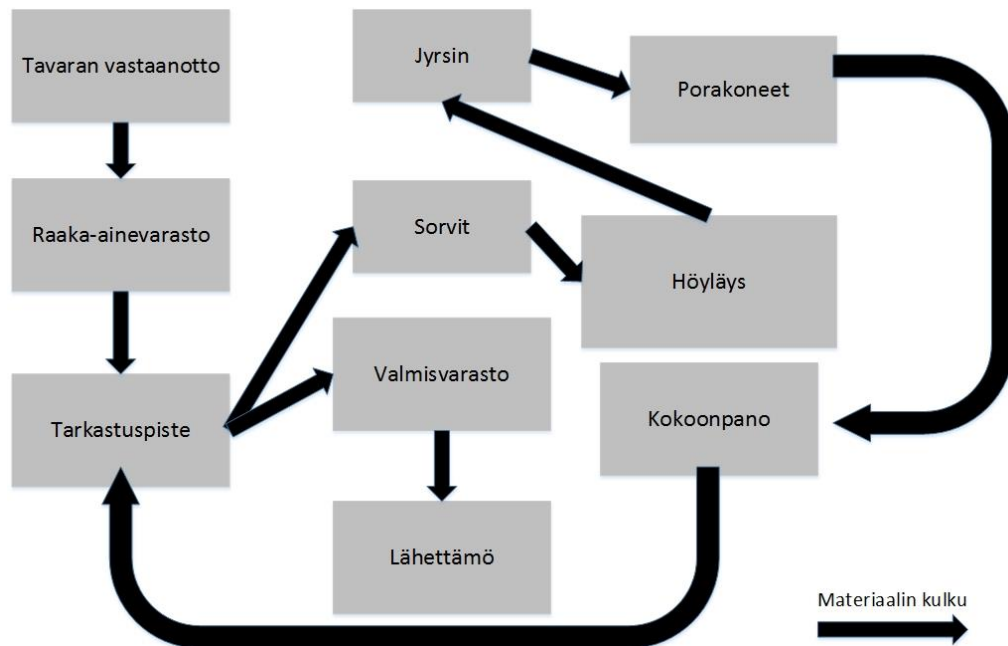 Tavaran vastaanotto
Jyrsin
Porakoneet
Raaka-ainevarasto
Sorvit
Höyläys
Tarkastuspiste
Valmisvarasto
Kokoonpano
Lähettämö
Materiaalin kulku